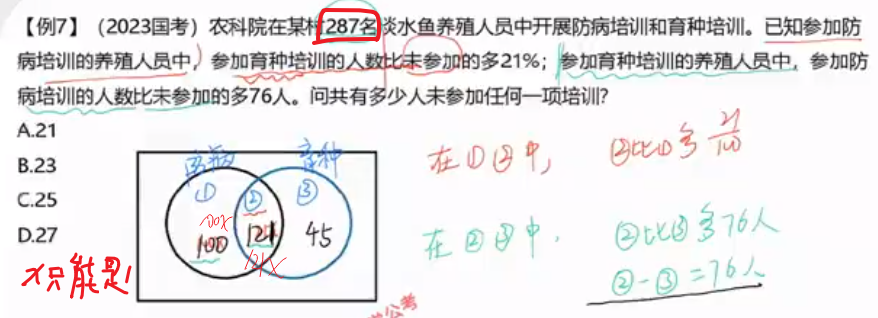 【例7】（2023国考）农科院在某村287名淡水鱼养殖人员中开展防病培训和育种培训。已知参加防
病培训的养殖人员中，参加育种培训的人数比未参加的多21%；参加育种培训的养殖人员中，参加防
病培训的人数比未参加的多76人。问共有多少人未参加任何一项培训？
A.21
B.23
C.25
D.27
防病 育种
① ② ③
100x
100 121 45
121x
x只能是1
在①②中， ②比①多21/100
在②③中， ②比③多76人
②-③=76人
公考